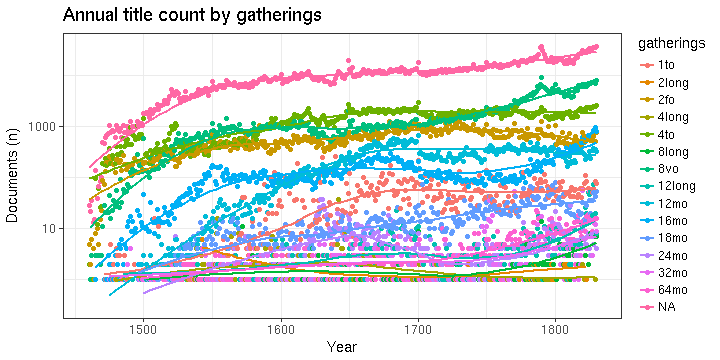 Annual title count by gatherings
Documents (n)
1000
10
1500
1600
1700
1800
Year
gatherings
1to
2long
2fo
4long
4to
8long
8vo
12long
12mo
16mo
18mo
24mo
32mo
64mo
NA